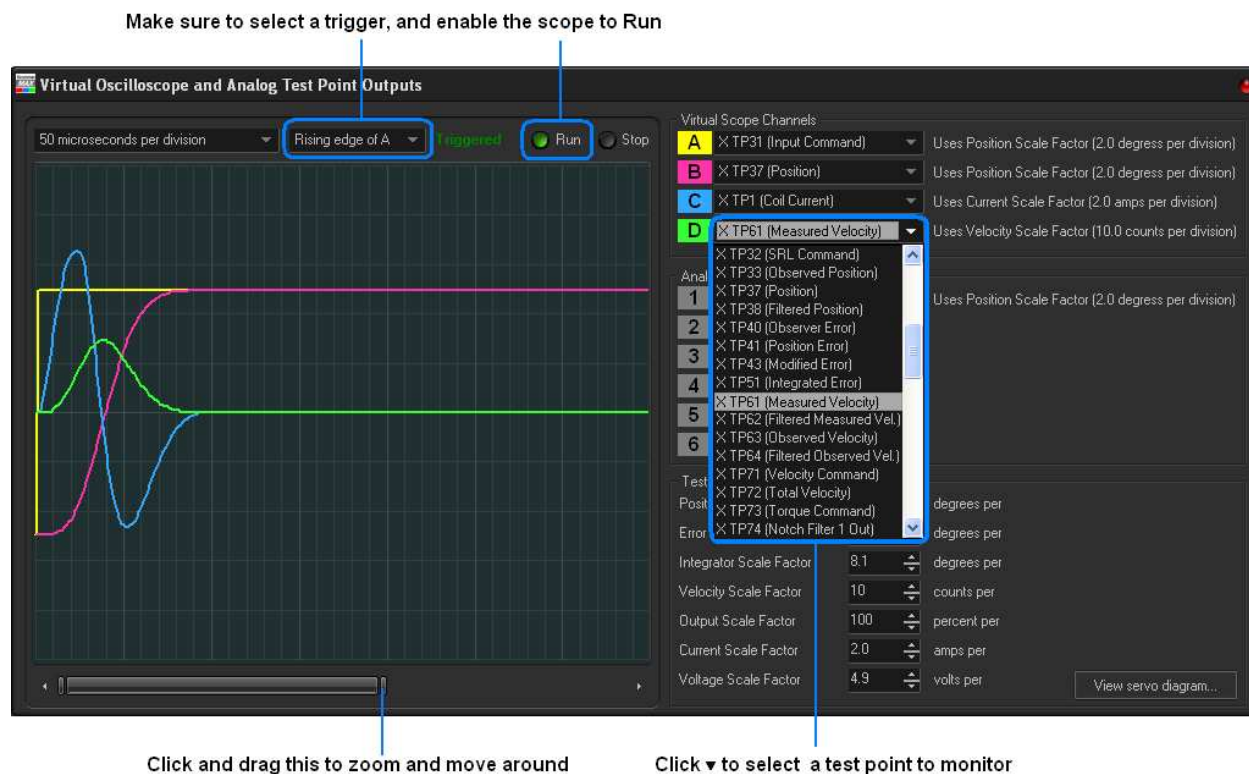 Make sure to select a trigger, and enable the scope to Run
Virtual Oscilloscope and Analog Test Point Outputs
50 microseconds per division
Rising edge of A
Triggered
Run
Stop
Virtual Scope Channels
A X TP31 (Input Command) Uses Position Scale Factor (2.0 degree per division)
B X TP37 (Position) Uses Position Scale Factor (2.0 degree per division)
C X TP1 (Coil Current) Uses Current Scale Factor (2.0 amps per division)
D X TP61 (Measured Velocity) Uses Velocity Scale Factor (10.0 counts per division)
X TP32 (SRL Command)
X TP33 (Observed Position)
X TP37 (Position)
X TP38 (Filtered Position)
X TP40 (Observer Error)
X TP41 (Position Error)
X TP43 (Modified Error)
X TP51 (Integrated Error)
X TP61 (Measured Velocity)
X TP62 (Filtered Measured Vel.)
X TP63 (Observed Velocity)
X TP64 (Filtered Observed Vel.)
X TP71 (Velocity Command)
X TP72 (Total Velocity)
X TP73 (Torque Command)
X TP74 (Notch Filter 1 Out)
Anal
1 Uses Position Scale Factor (2.0 degress per division)
2
3
4
5
6
Test
Posit degrees per
Error degrees per
Integrator Scale Factor 8.1 degrees per
Velocity Scale Factor 10 counts per
Output Scale Factor 100 percent per
Current Scale Factor 2.0 amps per
Voltage Scale Factor 4.9 volts per
View servo diagram...
Click and drag this to zoom and move around
Click ▾ to select a test point to monitor